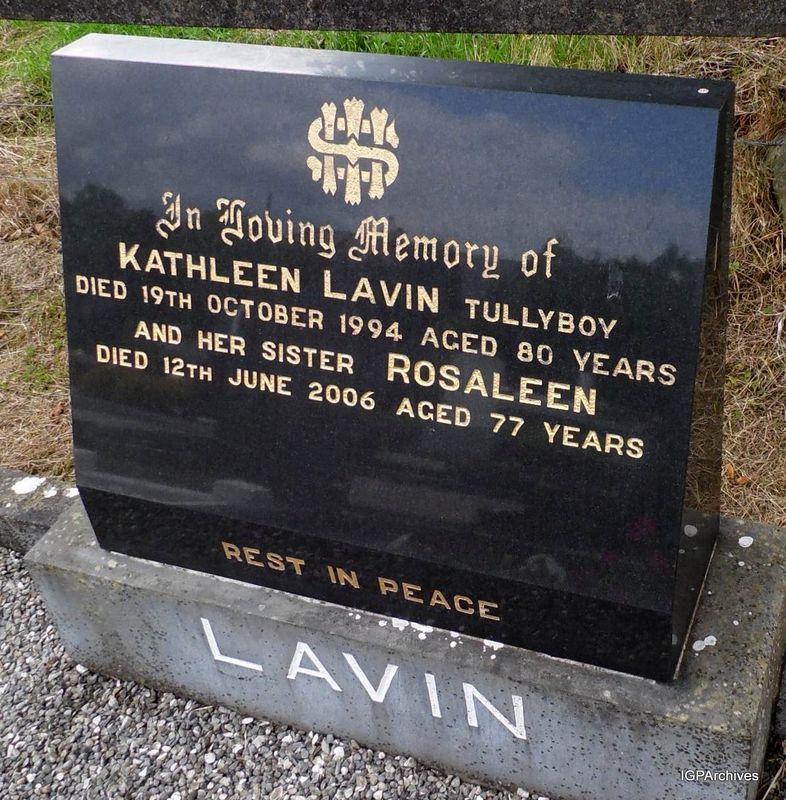 IHS
In Loving Memory of
KATHLEEN LAVIN TULLYBOY
DIED 19TH OCTOBER 1994 AGED 80 YEARS
AND HER SISTER ROSALEEN
DIED 12TH JUNE 2006 AGED 77 YEARS
REST IN PEACE
LAVIN
IGPArchives